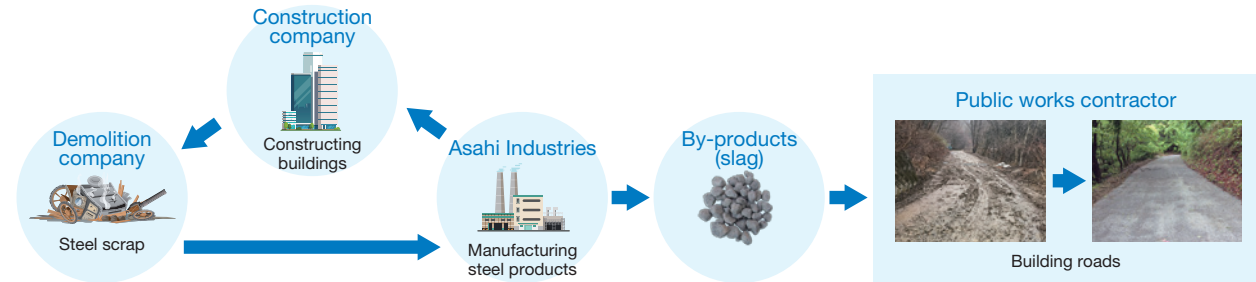 Construction
company
Constructing
buildings
Demolition
company
Steel scrap
Asahi Industries
Manufacturing
steel products
By-products
(slag)
Public works contractor
Building roads